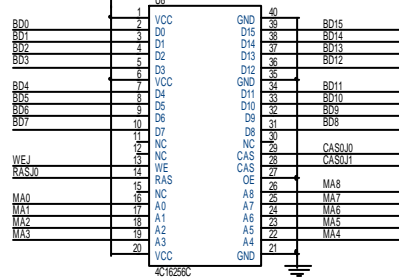 1 VCC GND 40
BD0 2 D0 D15 39 BD15
BD1 3 D1 D14 38 BD14
BD2 4 D2 D13 37 BD13
BD3 5 D3 D12 36 BD12
6 VCC GND 35
BD4 7 D4 D11 34 BD11
BD5 8 D5 D10 33 BD10
BD6 9 D6 D9 32 BD9
BD7 10 D7 D8 31 BD8
11 NC NC 30
12 NC CAS 29 CAS0J0
WEJ 13 WE CAS 28 CAS0J1
RASJ0 14 RAS OE 27
15 NC A8 26 MA8
MA0 16 A0 A7 25 MA7
MA1 17 A1 A6 24 MA6
MA2 18 A2 A5 23 MA5
MA3 19 A3 A4 22 MA4
20 VCC GND 21
4C16256C